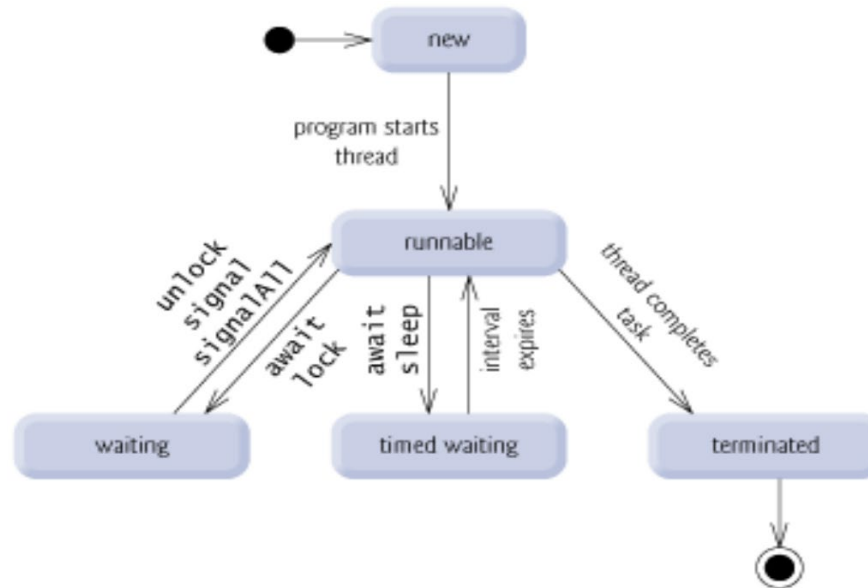 new
program starts
thread
runnable
unlock
signal
signalAll
await
lock
await
sleep
interval
expires
thread completes
task
waiting
timed waiting
terminated